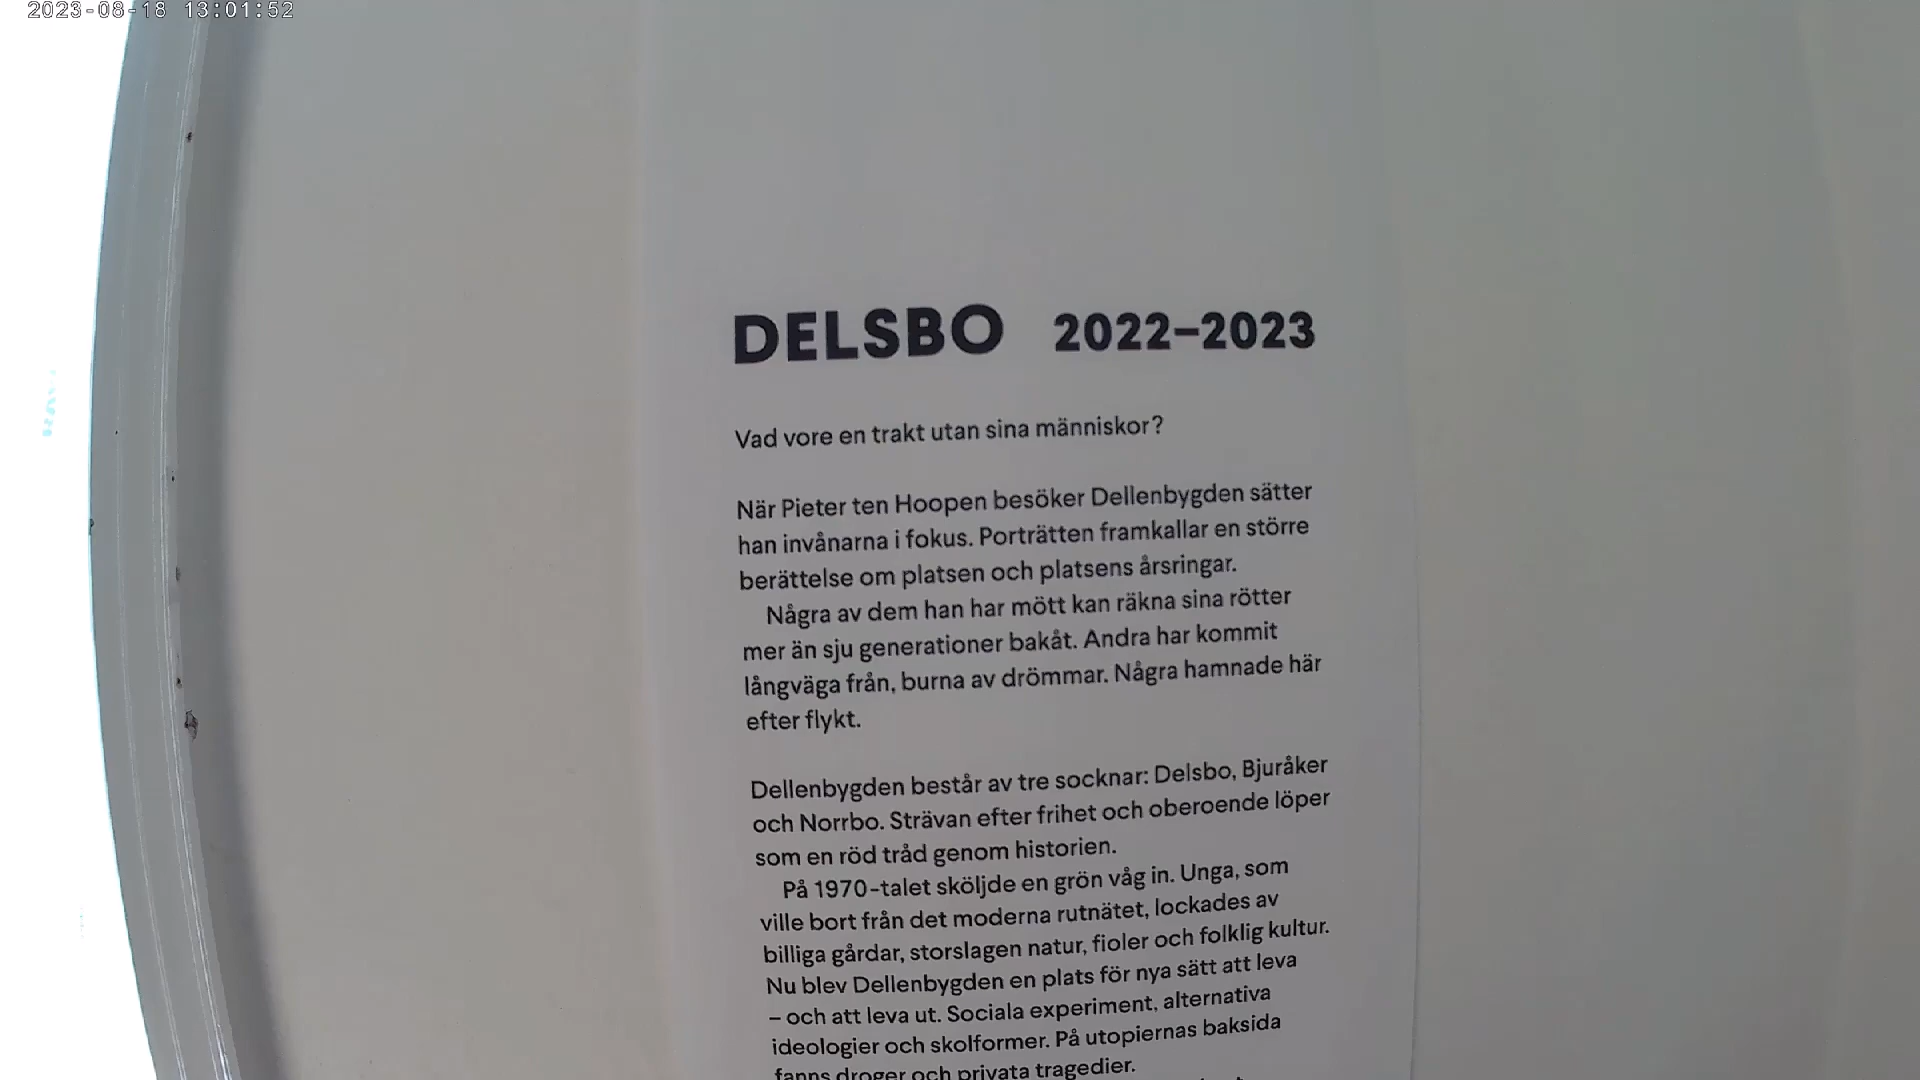 2023-08-18 13:01:52
DELSBO 2022–2023
Vad vore en trakt utan sina människor?
När Pieter ten Hoopen besöker Dellenbygden sätter
han invånarna i fokus. Porträtten framkallar en större
berättelse om platsen och platsens årsringar.
Några av dem han har mött kan räkna sina rötter
mer än sju generationer bakåt. Andra har kommit
långväga från, burna av drömmar. Några hamnade här
efter flykt.
Dellenbygden består av tre socknar: Delsbo, Bjuråker
och Norrbo. Strävan efter frihet och oberoende löper
som en röd tråd genom historien.
På 1970-talet sköljde en grön våg in. Unga, som
ville bort från det moderna rutnätet, lockades av
billiga gårdar, storslagen natur, fioler och folklig kultur.
Nu blev Dellenbygden en plats för nya sätt att leva
– och att leva ut. Sociala experiment, alternativa
ideologier och skolformer. På utopiernas baksida
fanns droger och privata tragedier.